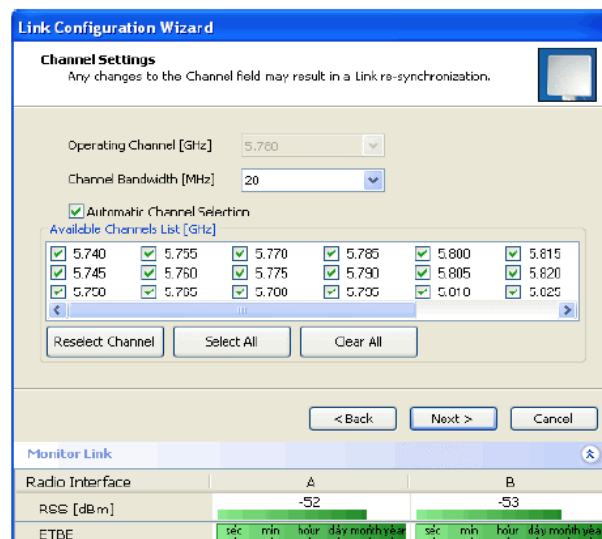 Link Configuration Wizard
Channel Settings
Any changes to the Channel field may result in a Link re-synchronization.
Operating Channel [GHz] 5.780
Channel Bandwidth [MHz] 20
Automatic Channel Selection
Available Channels List [GHz]
5.740 5.755 5.770 5.785 5.800 5.815
5.745 5.760 5.775 5.790 5.805 5.820
5.750 5.765 5.780 5.795 5.810 5.825
Reselect Channel Select All Clear All
< Back Next > Cancel
Monitor Link
Radio Interface A B
RSS [dBm] -52 -53
ETBE sec min hour day month year sec min hour day month year